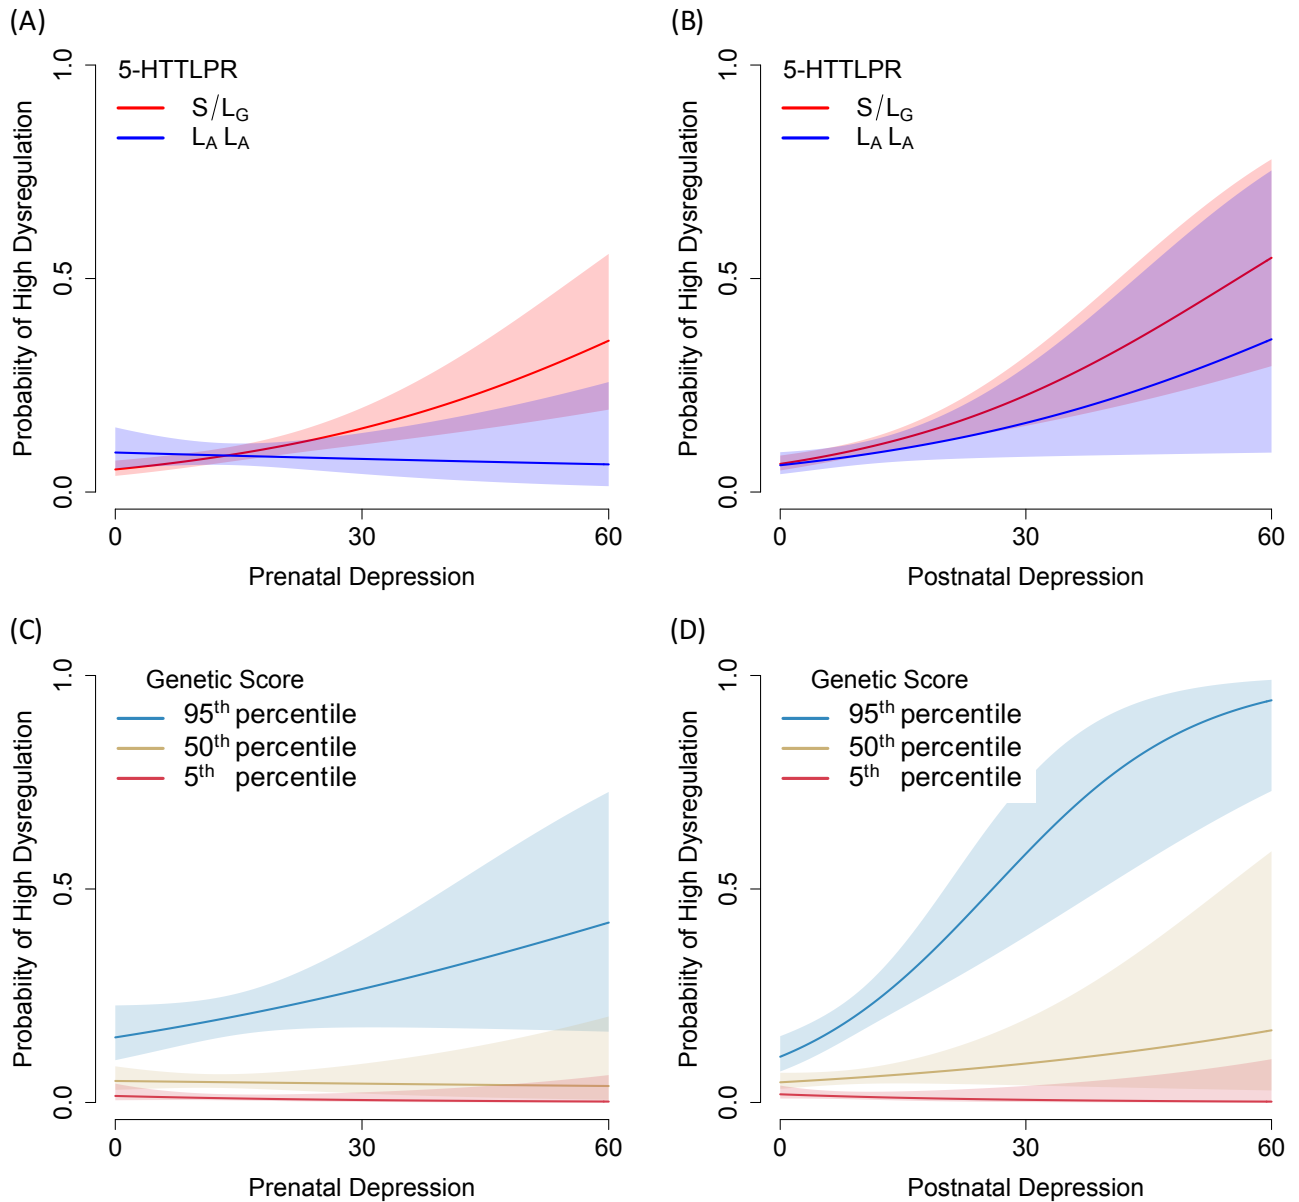 (A)
1.0
0.5
0.0
Probabiity of High Dysregulation
5-HTTLPR
S/LG
LA LA
0 30 60
Prenatal Depression
(B)
1.0
0.5
0.0
Probabiity of High Dysregulation
5-HTTLPR
S/LG
LA LA
0 30 60
Postnatal Depression
(C)
1.0
0.5
0.0
Probabiity of High Dysregulation
Genetic Score
95th percentile
50th percentile
5th percentile
0 30 60
Prenatal Depression
(D)
1.0
0.5
0.0
Probabiity of High Dysregulation
Genetic Score
95th percentile
50th percentile
5th percentile
0 30 60
Postnatal Depression